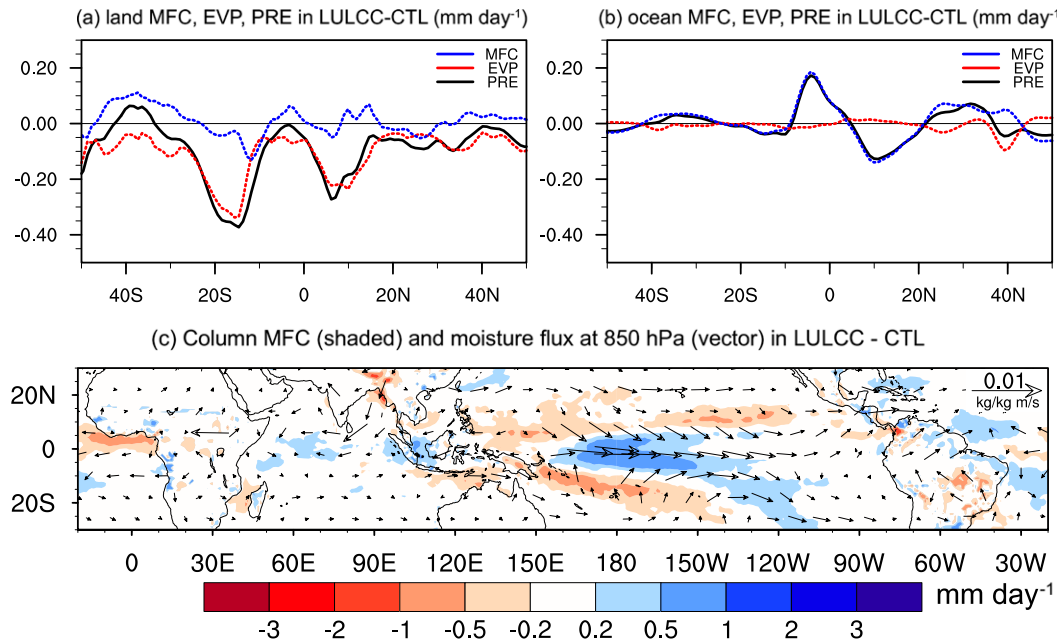 (a) land MFC, EVP, PRE in LULCC-CTL (mm day-1)
0.20
0.00
-0.20
-0.40
40S 20S 0 20N 40N
MFC
EVP
PRE
(b) ocean MFC, EVP, PRE in LULCC-CTL (mm day-1)
0.20
0.00
-0.20
-0.40
40S 20S 0 20N 40N
MFC
EVP
PRE
(c) Column MFC (shaded) and moisture flux at 850 hPa (vector) in LULCC - CTL
20N
0
20S
0.01
kg/kg m/s
0 30E 60E 90E 120E 150E 180 150W 120W 90W 60W 30W
-3 -2 -1 -0.5 -0.2 0.2 0.5 1 2 3
mm day-1